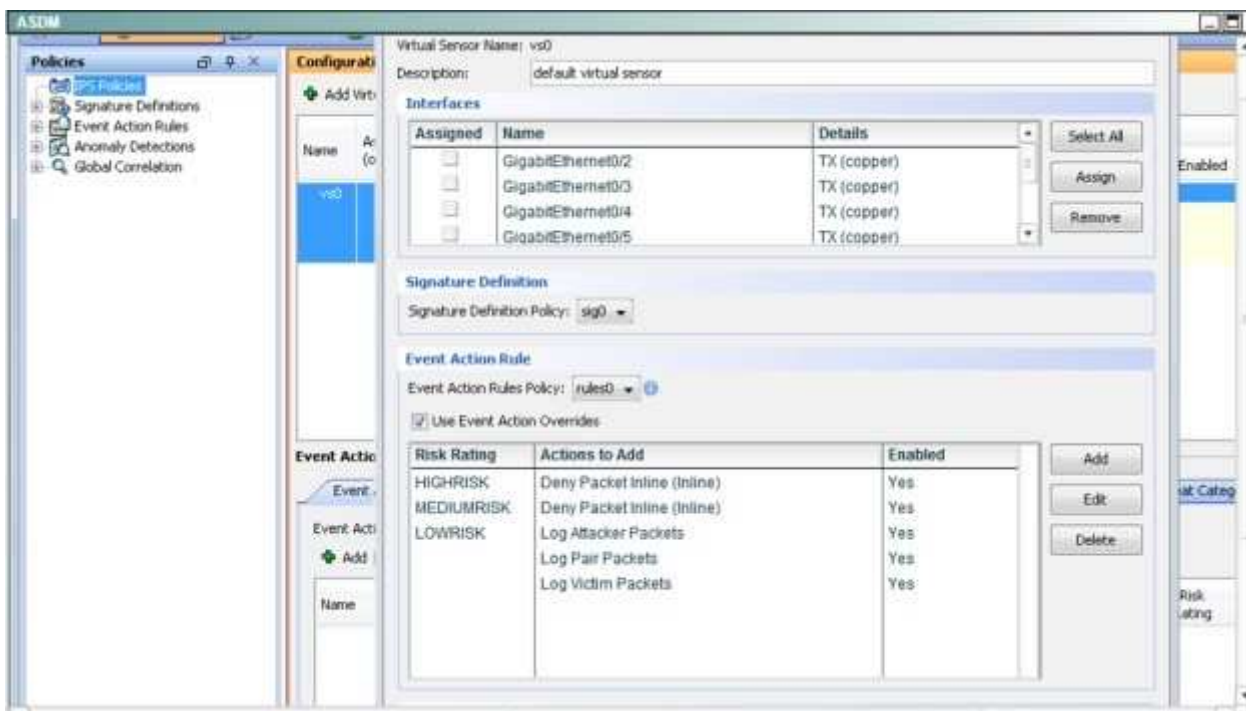 ASDM
Policies
IPS Policies
Signature Definitions
Event Action Rules
Anomaly Detections
Global Correlation
Configurati
Add Virt
Name
(o
vs0
Event Actio
Event
Event Acti
Add
Name
Virtual Sensor Name: vs0
Description: default virtual sensor
Interfaces
Assigned Name Details
GigabitEthernet0/2 TX (copper)
GigabitEthernet0/3 TX (copper)
GigabitEthernet0/4 TX (copper)
GigabitEthernet0/5 TX (copper)
Select All
Assign
Remove
Signature Definition
Signature Definition Policy: sig0
Event Action Rule
Event Action Rules Policy: rules0
Use Event Action Overrides
Risk Rating Actions to Add Enabled
HIGHRISK Deny Packet Inline (Inline) Yes
MEDIUMRISK Deny Packet Inline (Inline) Yes
LOWRISK Log Attacker Packets Yes
Log Pair Packets Yes
Log Victim Packets Yes
Add
Edit
Delete
Enabled
at Categ
Risk
ating